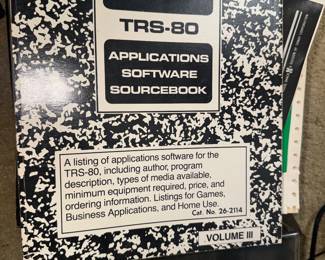 TRS-80
APPLICATIONS
SOFTWARE
SOURCEBOOK
A listing of applications software for the
TRS-80, including author, program
description, types of media available,
minimum equipment required, price, and
ordering information. Listings for Games,
Business Applications, and Home Use.
Cat. No. 26-2114
VOLUME III